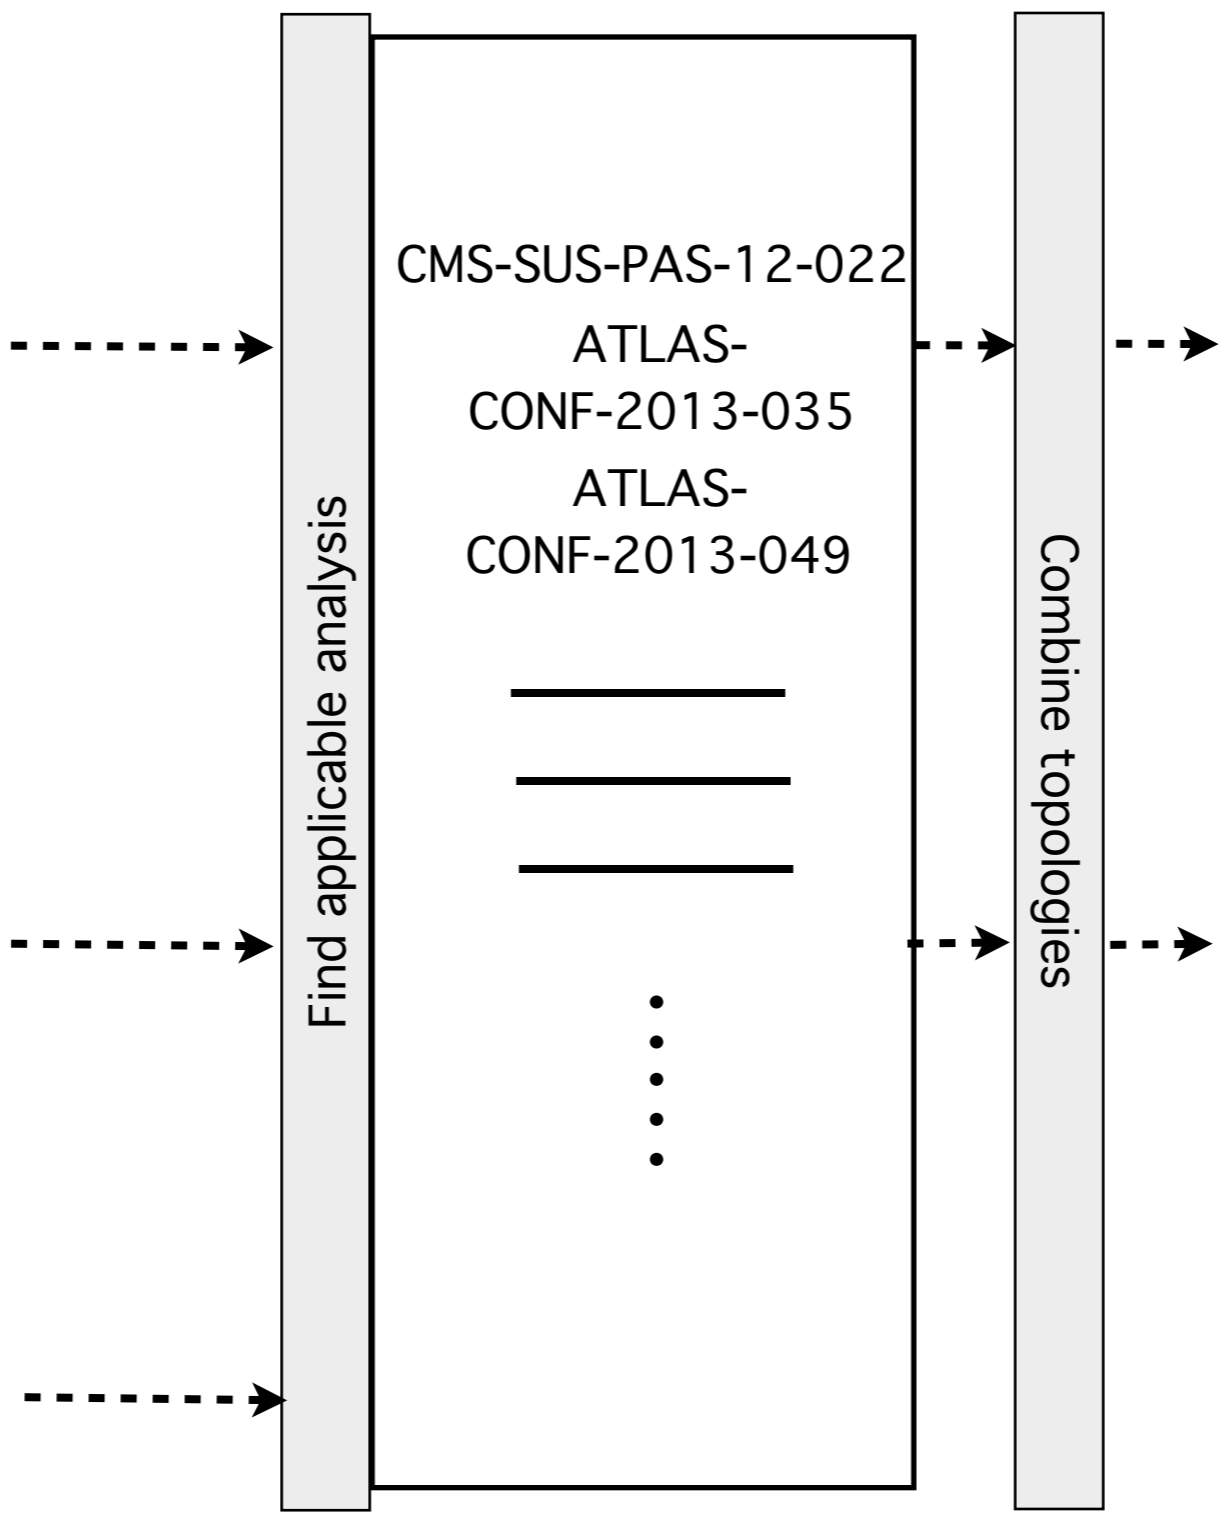 Find applicable analysis
CMS-SUS-PAS-12-022
ATLAS-
CONF-2013-035
ATLAS-
CONF-2013-049
Combine topologies